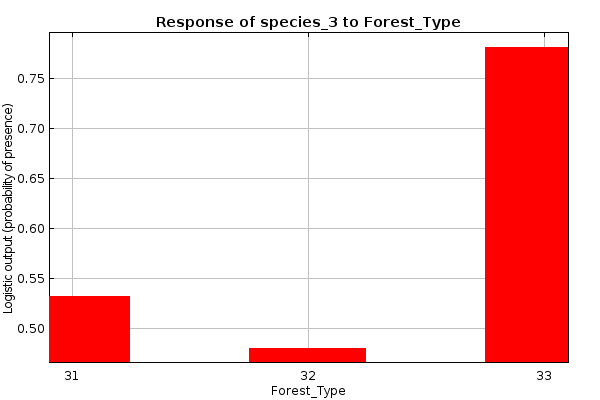 Response of species_3 to Forest_Type
Logistic output (probability of presence)
0.75
0.70
0.65
0.60
0.55
0.50
31 32 33
Forest_Type